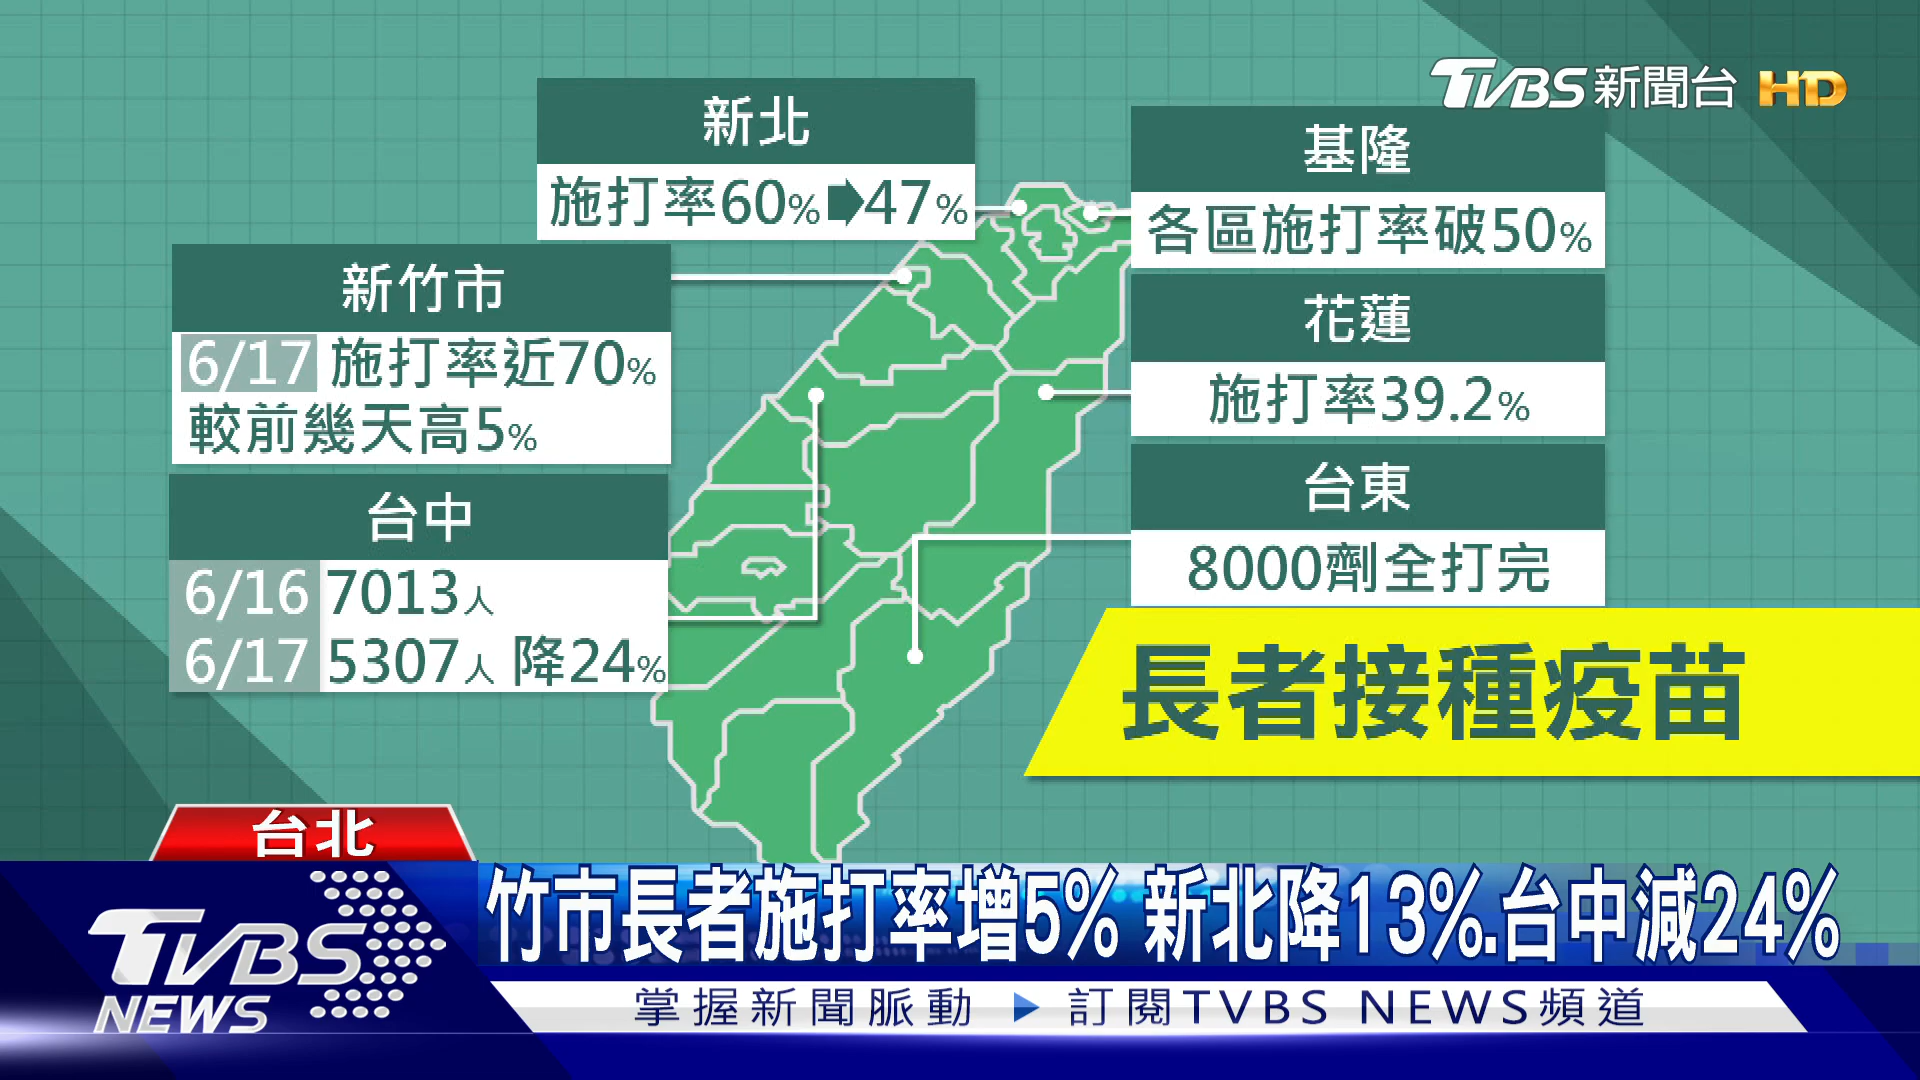 TVBS新聞台 HD
新北
施打率60%➡47%
基隆
各區施打率破50%
新竹市
6/17 施打率近70%
較前幾天高5%
花蓮
施打率39.2%
台中
6/16 7013人
6/17 5307人 降24%
台東
8000劑全打完
長者接種疫苗
台北
竹市長者施打率增5% 新北降13%.台中減24%
TVBS
NEWS
掌握新聞脈動 ▶ 訂閱TVBS NEWS頻道